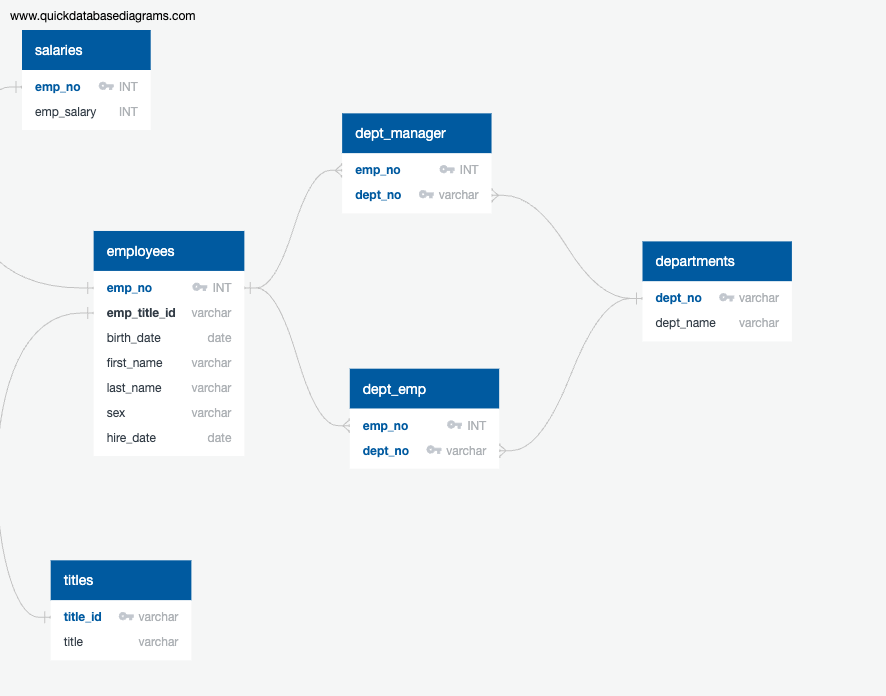 www.quickdatabasediagrams.com
salaries
emp_no INT
emp_salary INT
dept_manager
emp_no INT
dept_no varchar
employees
emp_no INT
emp_title_id varchar
birth_date date
first_name varchar
last_name varchar
sex varchar
hire_date date
departments
dept_no varchar
dept_name varchar
dept_emp
emp_no INT
dept_no varchar
titles
title_id varchar
title varchar